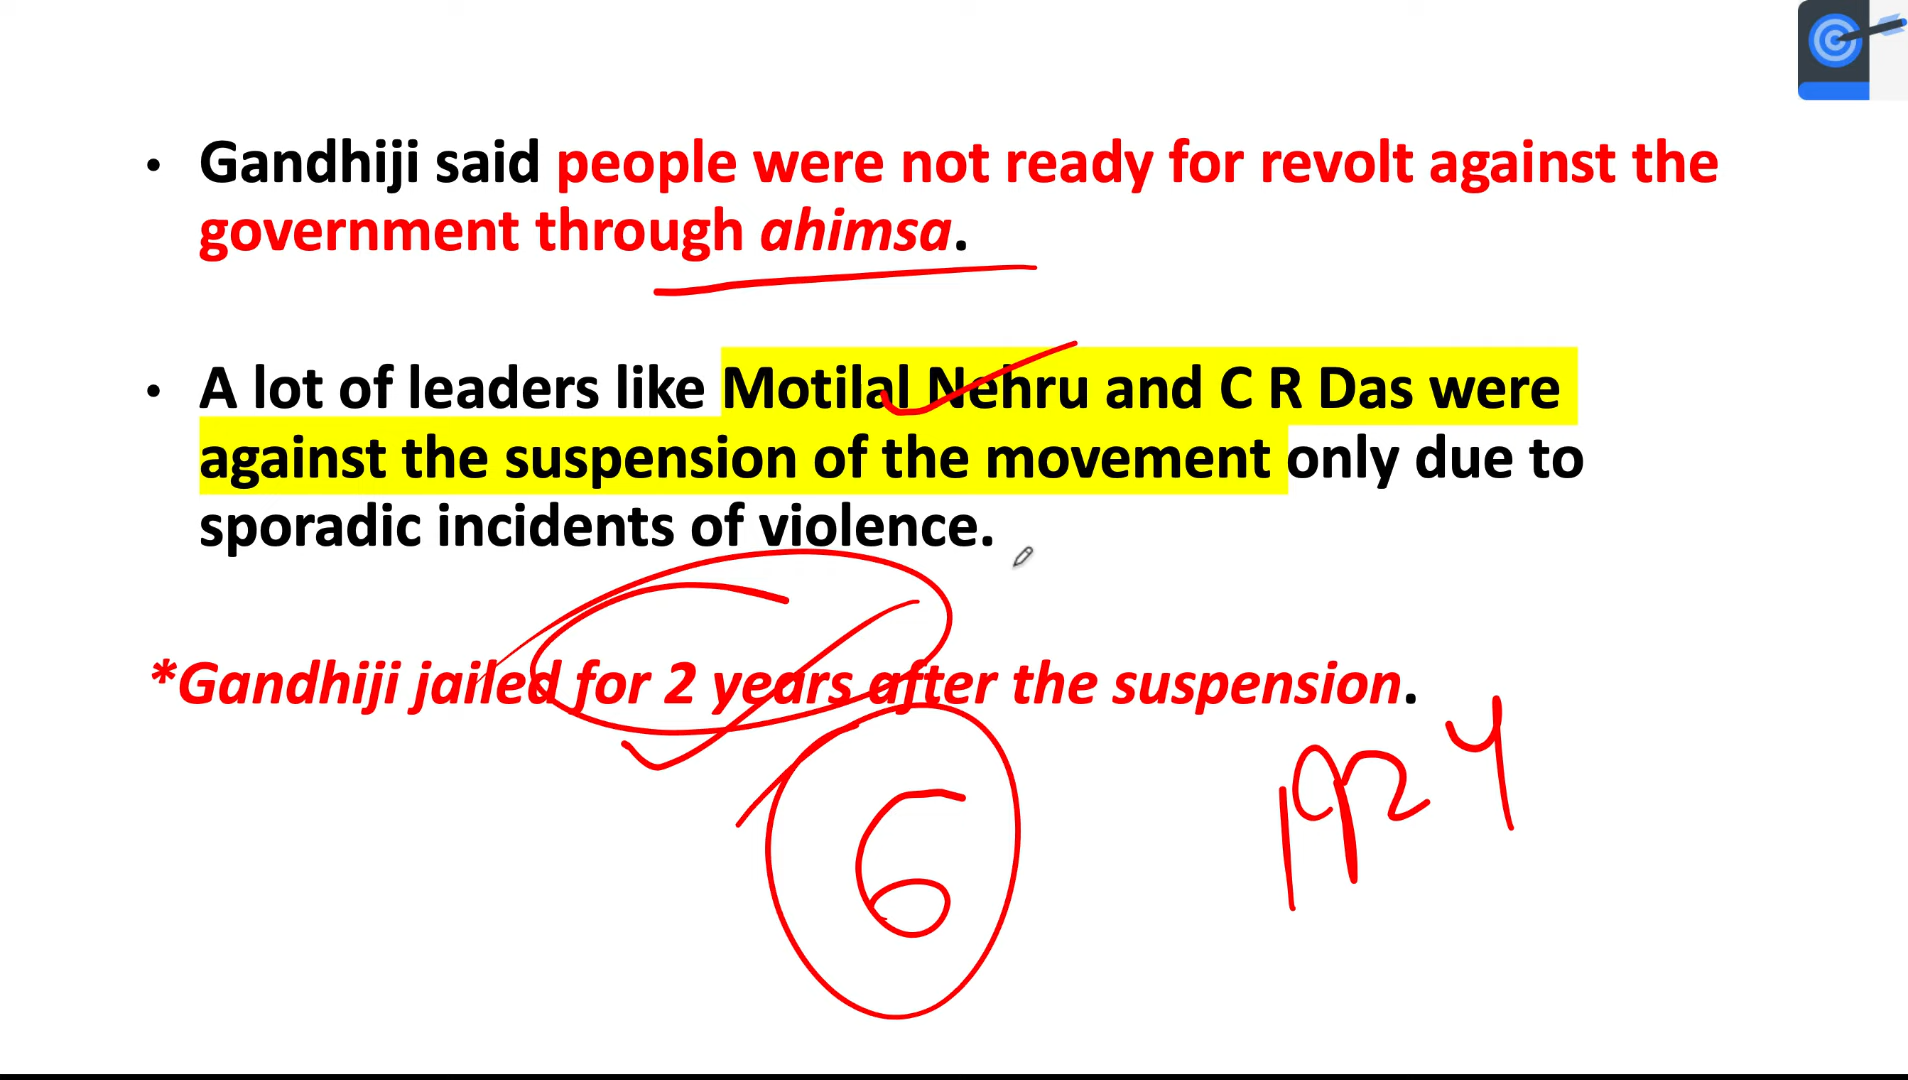 • Gandhiji said people were not ready for revolt against the
government through ahimsa.
• A lot of leaders like Motilal Nehru and C R Das were
against the suspension of the movement only due to
sporadic incidents of violence.
*Gandhiji jailed for 2 years after the suspension.
6
1924